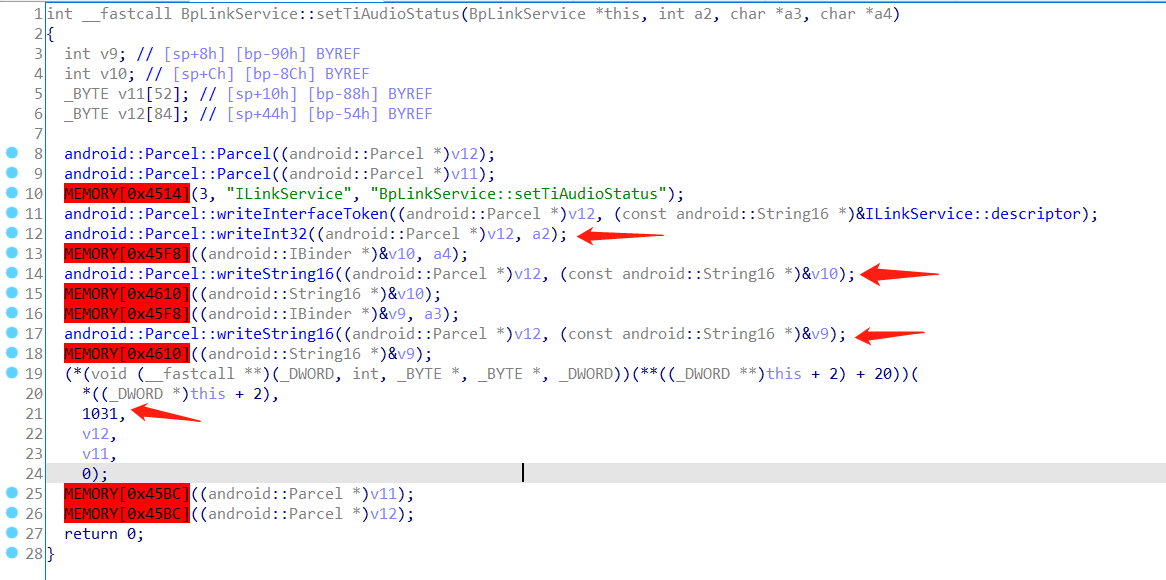 1 int __fastcall BpLinkService::setTiAudioStatus(BpLinkService *this, int a2, char *a3, char *a4)
2 {
3   int v9; // [sp+8h] [bp-90h] BYREF
4   int v10; // [sp+Ch] [bp-8Ch] BYREF
5   _BYTE v11[52]; // [sp+10h] [bp-88h] BYREF
6   _BYTE v12[84]; // [sp+44h] [bp-54h] BYREF
7
8   android::Parcel::Parcel((android::Parcel *)v12);
9   android::Parcel::Parcel((android::Parcel *)v11);
10   MEMORY[0x4514](3, "ILinkService", "BpLinkService::setTiAudioStatus");
11   android::Parcel::writeInterfaceToken((android::Parcel *)v12, (const android::String16 *)&ILinkService::descriptor);
12   android::Parcel::writeInt32((android::Parcel *)v12, a2);
13   MEMORY[0x45F8]((android::IBinder *)&v10, a4);
14   android::Parcel::writeString16((android::Parcel *)v12, (const android::String16 *)&v10);
15   MEMORY[0x4610]((android::String16 *)&v10);
16   MEMORY[0x45F8]((android::IBinder *)&v9, a3);
17   android::Parcel::writeString16((android::Parcel *)v12, (const android::String16 *)&v9);
18   MEMORY[0x4610]((android::String16 *)&v9);
19   (*(void (__fastcall **)(_DWORD, int, _BYTE *, _BYTE *, _DWORD))(**((_DWORD **)this + 2) + 20))(
20     *((_DWORD *)this + 2),
21     1031,
22     v12,
23     v11,
24     0);
25   MEMORY[0x45BC]((android::Parcel *)v11);
26   MEMORY[0x45BC]((android::Parcel *)v12);
27   return 0;
28 }